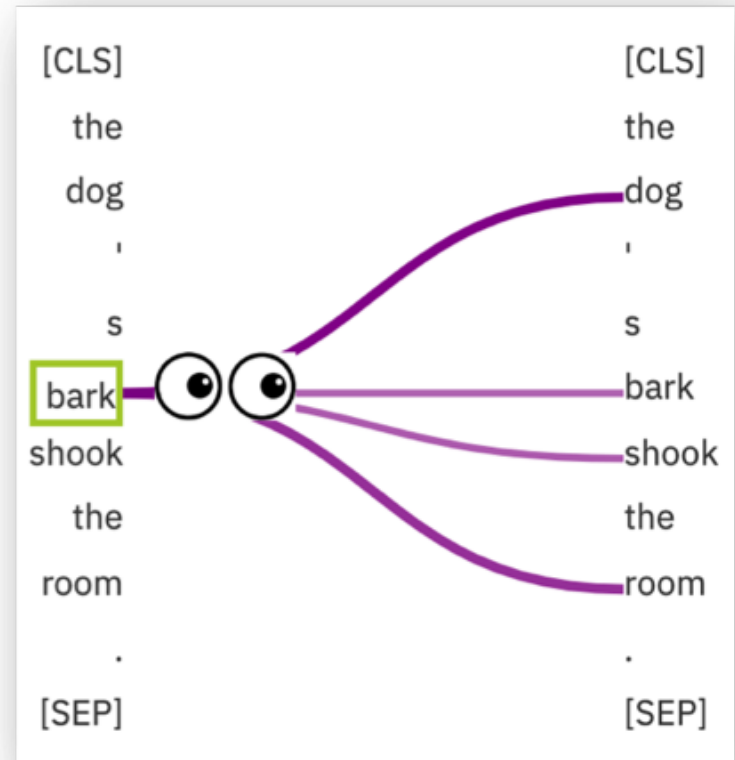 [CLS] [CLS]
the the
dog dog
' '
s s
bark bark
shook shook
the the
room room
. .
[SEP] [SEP]